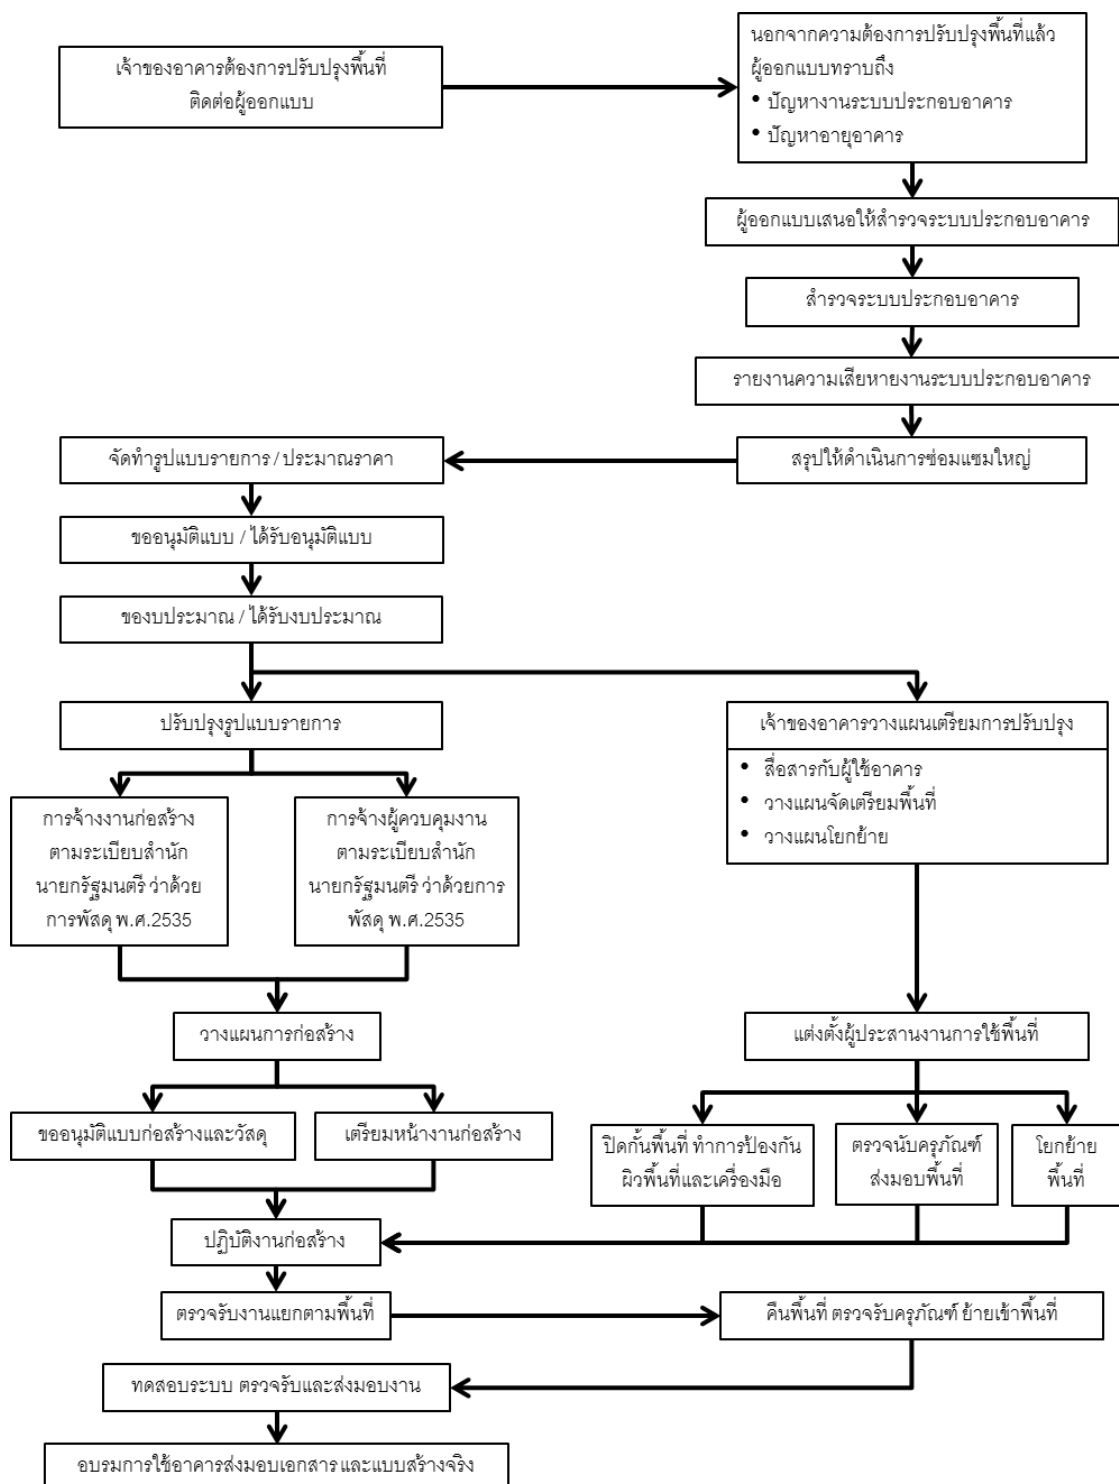 เจ้าของอาคารต้องการปรับปรุงพื้นที่
ติดต่อผู้ออกแบบ
นอกจากความต้องการปรับปรุงพื้นที่แล้ว
ผู้ออกแบบทราบถึง
• ปัญหางานระบบประกอบอาคาร
• ปัญหาอายุอาคาร
ผู้ออกแบบเสนอให้สำรวจระบบประกอบอาคาร
สำรวจระบบประกอบอาคาร
รายงานความเสียหายงานระบบประกอบอาคาร
สรุปให้ดำเนินการซ่อมแซมใหญ่
จัดทำรูปแบบรายการ / ประมาณราคา
ขออนุมัติแบบ / ได้รับอนุมัติแบบ
ของบประมาณ / ได้รับงบประมาณ
ปรับปรุงรูปแบบรายการ
การจ้างงานก่อสร้าง
ตามระเบียบสำนัก
นายกรัฐมนตรี ว่าด้วย
การพัสดุ พ.ศ.2535
การจ้างผู้ควบคุมงาน
ตามระเบียบสำนัก
นายกรัฐมนตรี ว่าด้วยการ
พัสดุ พ.ศ.2535
เจ้าของอาคารวางแผนเตรียมการปรับปรุง
• สื่อสารกับผู้ใช้อาคาร
• วางแผนจัดเตรียมพื้นที่
• วางแผนโยกย้าย
วางแผนการก่อสร้าง
แต่งตั้งผู้ประสานงานการใช้พื้นที่
ขออนุมัติแบบก่อสร้างและวัสดุ
เตรียมหน้างานก่อสร้าง
ปิดกั้นพื้นที่ ทำการป้องกัน
ผิวพื้นที่และเครื่องมือ
ตรวจนับครุภัณฑ์
ส่งมอบพื้นที่
โยกย้าย
พื้นที่
ปฏิบัติงานก่อสร้าง
ตรวจรับงานแยกตามพื้นที่
คืนพื้นที่ ตรวจรับครุภัณฑ์ ย้ายเข้าพื้นที่
ทดสอบระบบ ตรวจรับและส่งมอบงาน
อบรมการใช้อาคารส่งมอบเอกสาร และแบบสร้างจริง